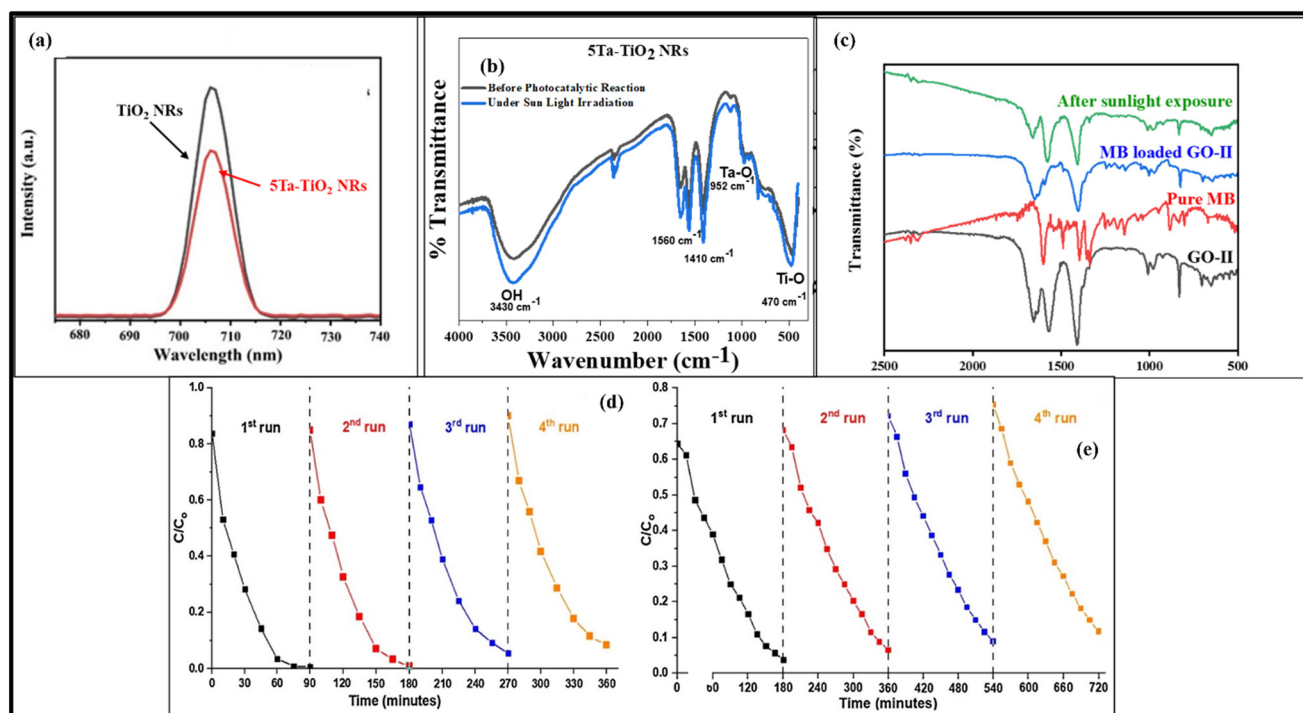 (a)
TiO2 NRs
5Ta-TiO2 NRs
Intensity (a.u.)
680 690 700 710 720 730 740
Wavelength (nm)
5Ta-TiO2 NRs
(b)
Before Photocatalytic Reaction
Under Sun Light Irradiation
% Transmittance
Ta-O
952 cm-1
1560 cm-1
1410 cm-1
OH
3430 cm-1
Ti-O
470 cm-1
4000 3500 3000 2500 2000 1500 1000 500
Wavenumber (cm-1)
(c)
After sunlight exposure
MB loaded GO-II
Pure MB
GO-II
Transmittance (%)
2500 2000 1500 1000 500
(d)
1st run 2nd run 3rd run 4th run
C/Co
1.0
0.8
0.6
0.4
0.2
0.0
0 30 60 90 120 150 180 210 240 270 300 330 360
Time (minutes)
1st run 2nd run 3rd run 4th run
(e)
C/Co
0.8
0.7
0.6
0.5
0.4
0.3
0.2
0.1
0.0
0 60 120 180 240 300 360 420 480 540 600 660 720
Time (minutes)